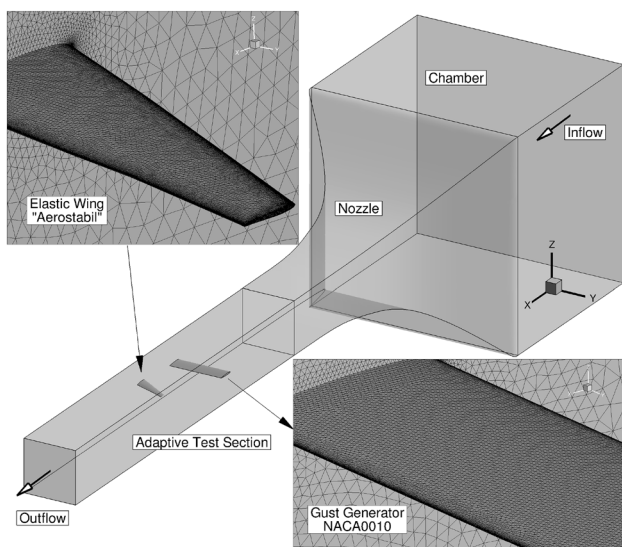 Chamber
Inflow
Elastic Wing
"Aerostabil"
Nozzle
Z
X
Y
Adaptive Test Section
Gust Generator
NACA0010
Outflow